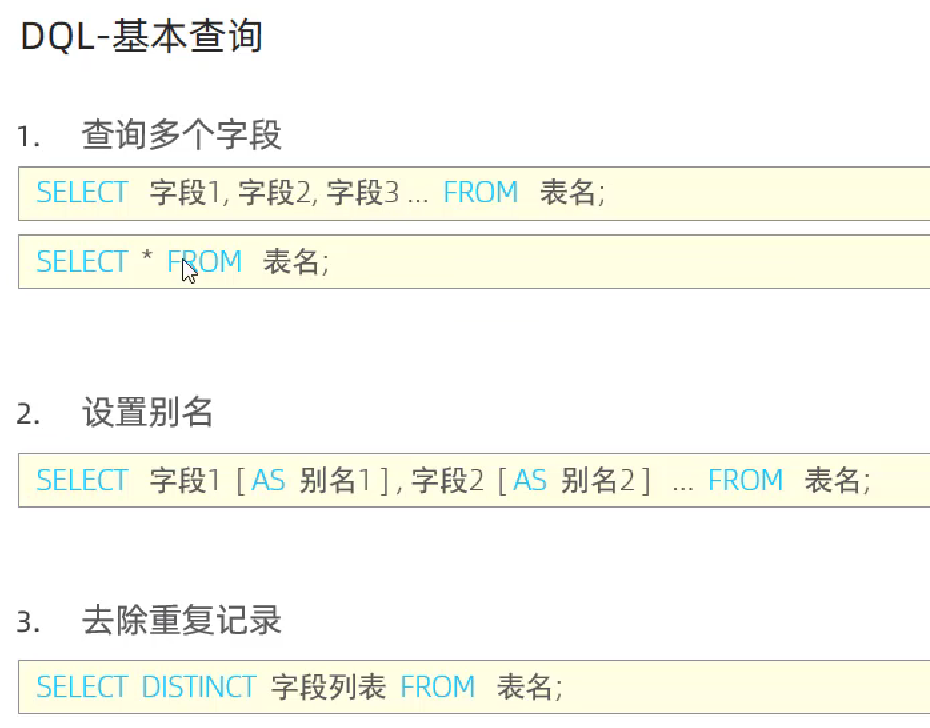 DQL-基本查询
1. 查询多个字段
SELECT 字段1, 字段2, 字段3 ... FROM 表名;
SELECT * FROM 表名;
2. 设置别名
SELECT 字段1 [ AS 别名1 ] , 字段2 [ AS 别名2 ] ... FROM 表名;
3. 去除重复记录
SELECT DISTINCT 字段列表 FROM 表名;